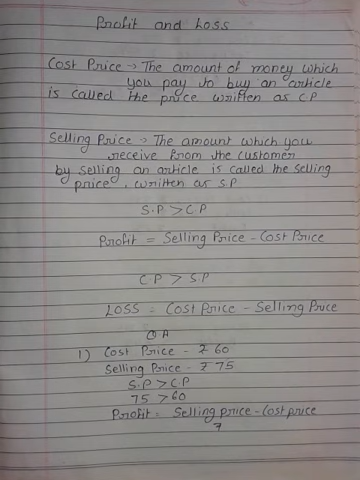 Profit and Loss
Cost Price → The amount of money which
you pay to buy an article
is called the price written as C.P
Selling Price → The amount which you
receive from the customer
by selling an article is called the selling
price, written as S.P
S.P > C.P
Profit = Selling Price - Cost Price
C P > S.P
LOSS = Cost Price - Selling Price
Q A
1) Cost Price - ₹ 60
Selling Price - ₹ 75
S.P > C.P
75 > 60
Profit = Selling price - Cost price